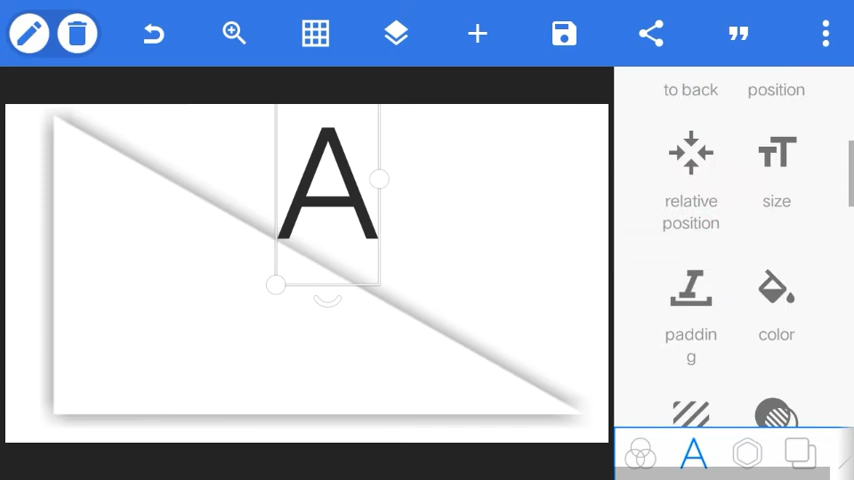 to back
position
A
relative
position
size
paddin
g
color
A